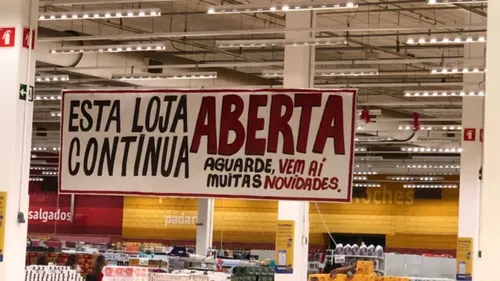 ESTA LOJA ABERTA
CONTINUA
AGUARDE, VEM AÍ
MUITAS NOVIDADES.
salgados
padar